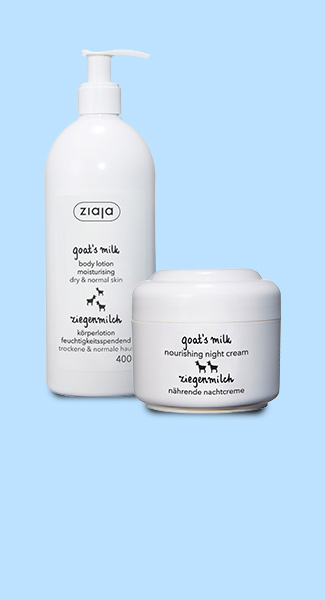 ziaja
goat's milk
body lotion
moisturising
dry & normal skin
ziegenmilch
körperlotion
feuchtigkeitsspendend
trockene & normale
400
goat's milk
nourishing night cream
ziegenmilch
nährende nachtcreme